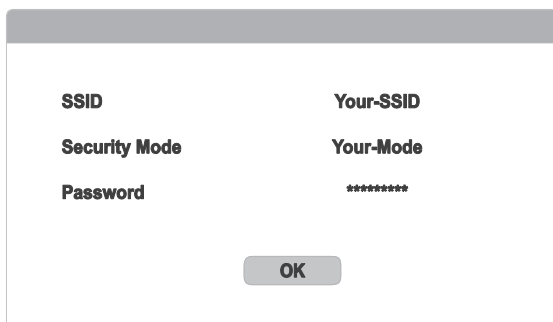 SSID Your-SSID
Security Mode Your-Mode
Password *********
OK